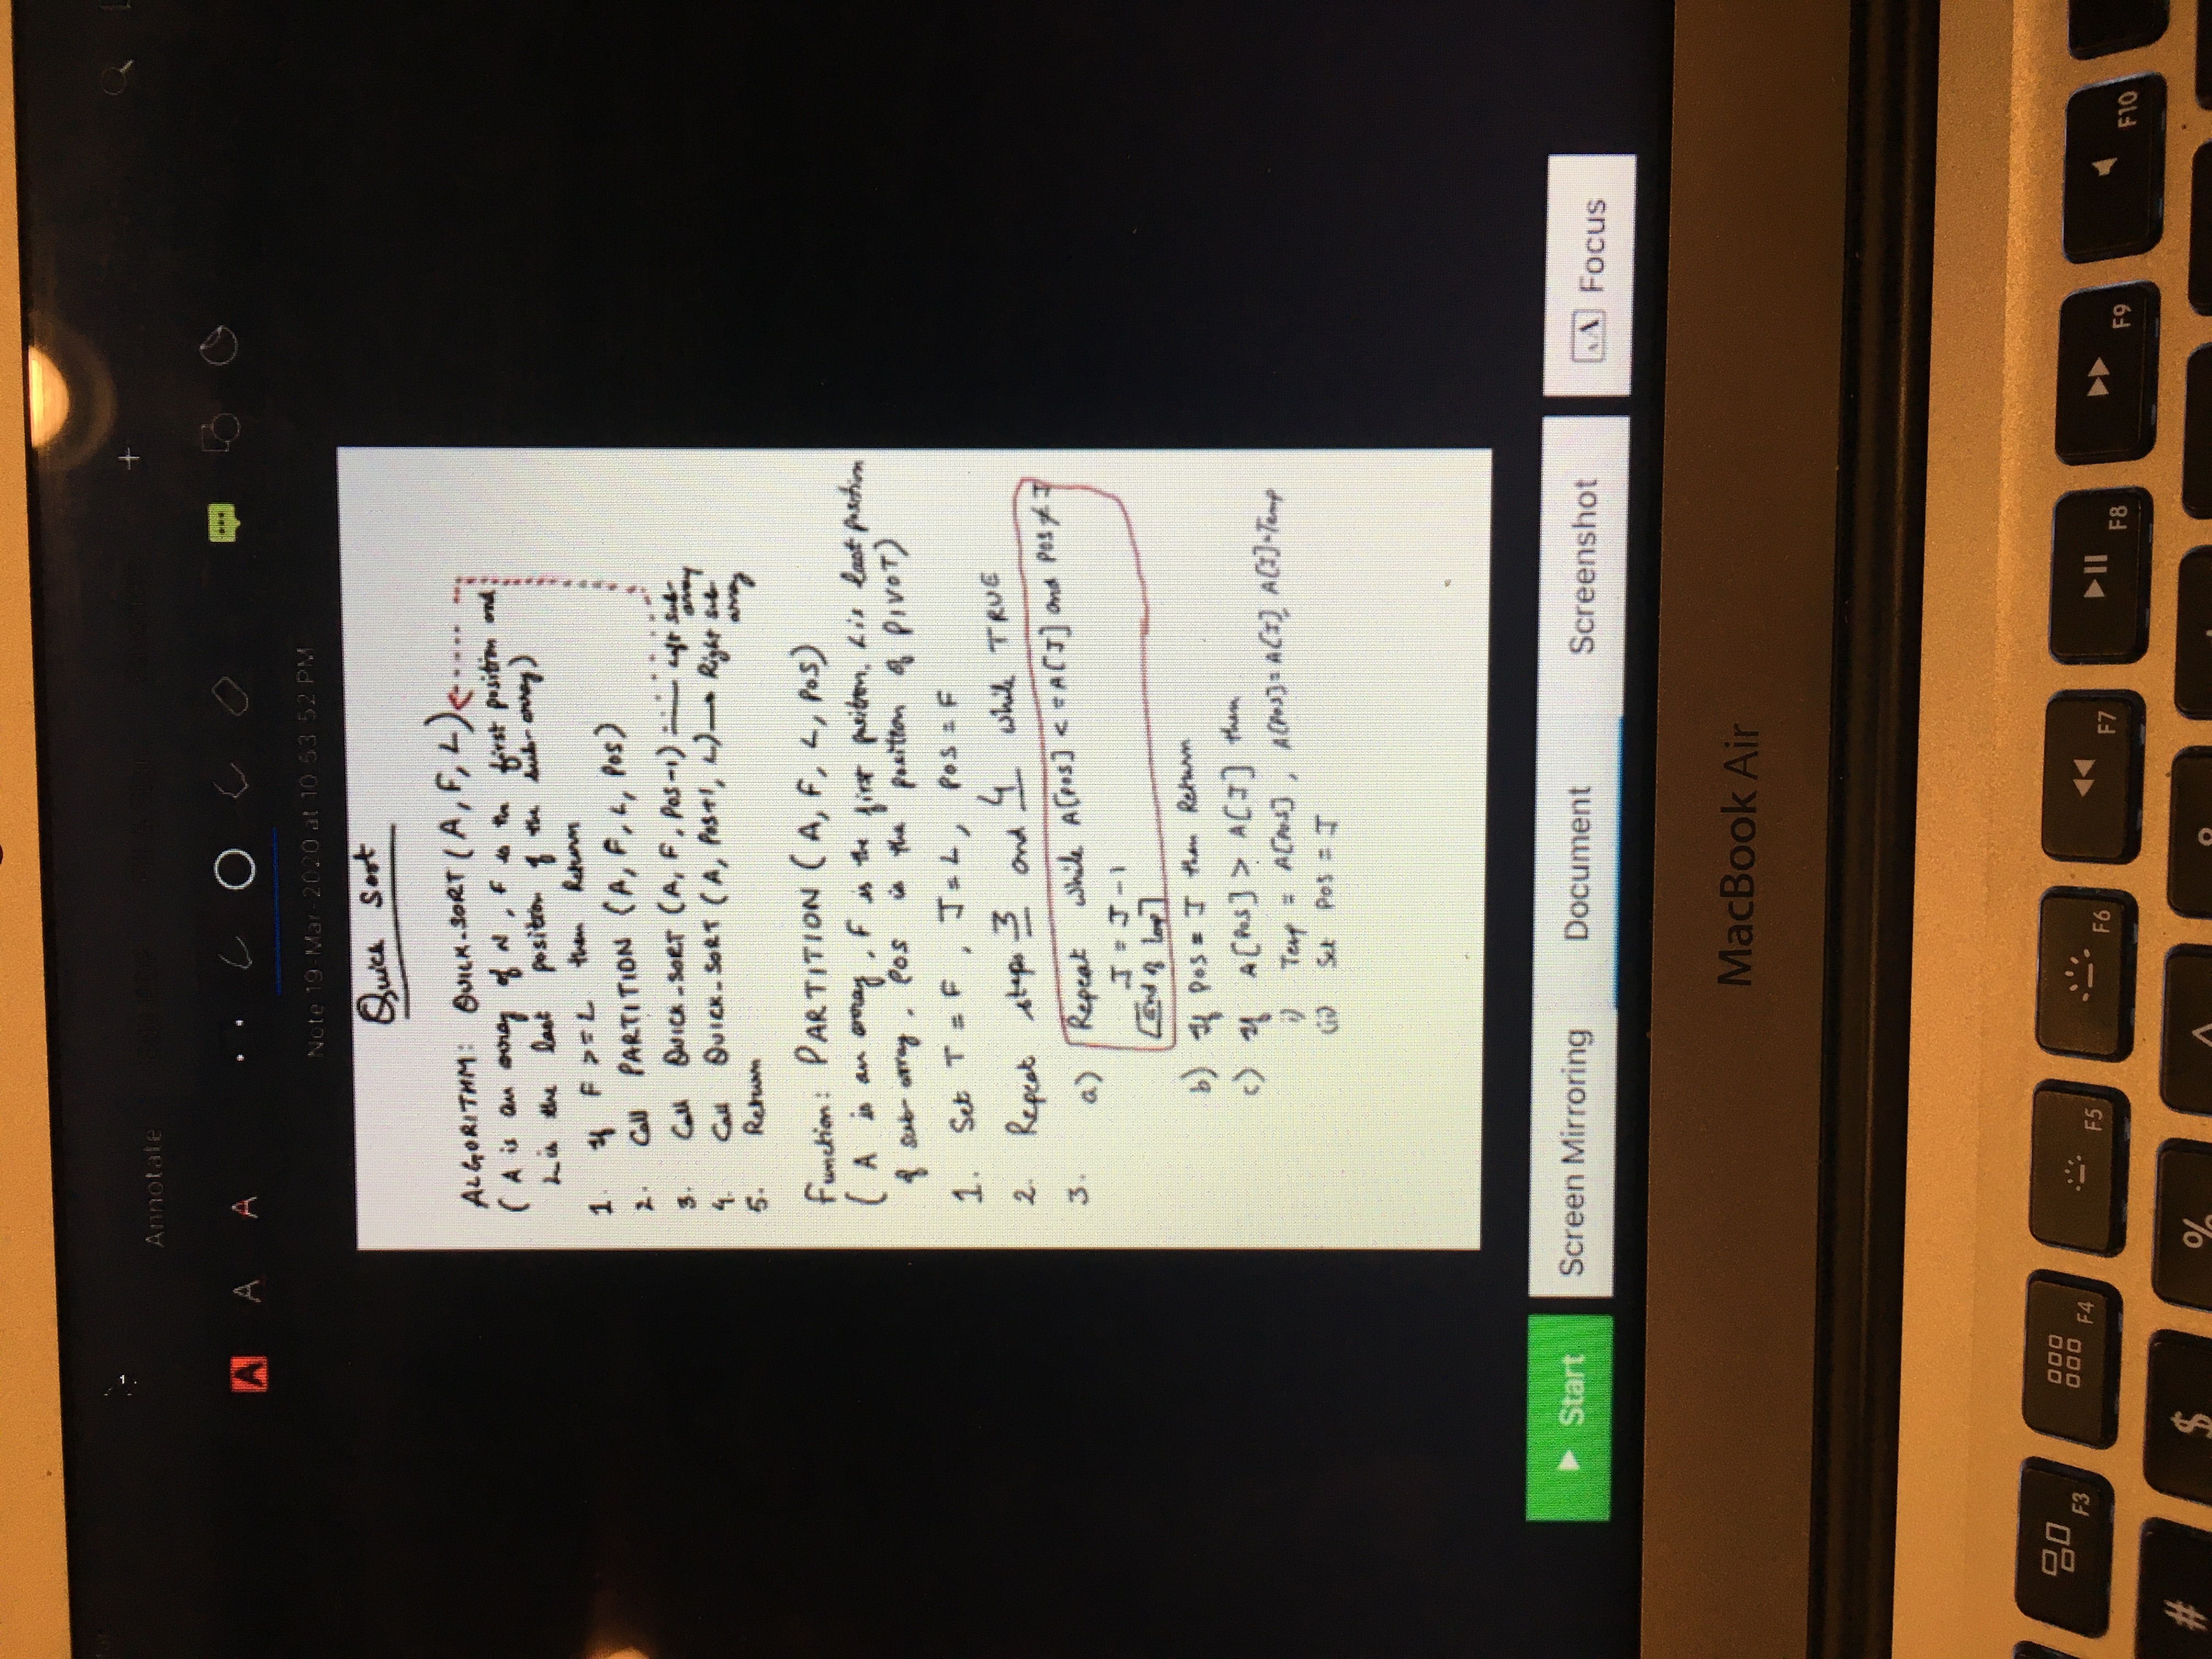 Annotate
+
A A A
Note 19-Mar-2020 at 10 53 52 PM
Quick Sort
ALGORITHM: QUICK-SORT (A, F, L)
( A is an array of N, F is the first position and
L is the last position of the sub-array)
1. If F >= L then Return
2. Call PARTITION (A, F, L, POS)
3. Call QUICK-SORT (A, F, POS-1) Left Sub-
array
4. Call QUICK-SORT (A, POS+1, L) → Right Sub
array
5. Return
Function: PARTITION ( A, F, L, POS)
( A is an array, F is the first position, L is last position
of sub array, POS is the position of PIVOT)
1. Set I = F, J = L, POS = F
2. Repeat steps 3 and 4 while TRUE
3. a) Repeat while A[POS] <= A[J] and POS ≠ J
J = J - 1
[End of loop]
b) If POS = J then Return
c) If A[POS] > A[J] then
i) Temp = A[POS], A[POS] = A[J], A[J] = Temp
(ii) Set POS = J
Start
Screen Mirroring Document Screenshot
AA Focus
MacBook Air
F3 F4 F5 F6 F7 F8 F9 F10
# $ % ^ &